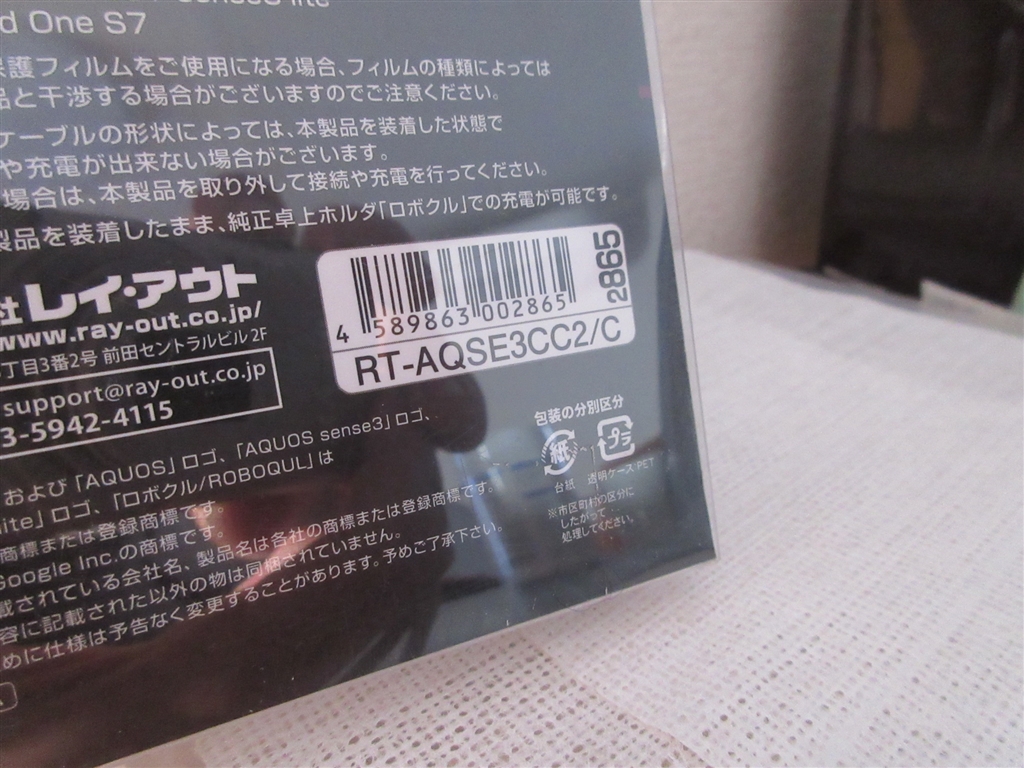 sense3 lite
d One S7
保護フィルムをご使用になる場合、フィルムの種類によっては
品と干渉する場合がございますのでご注意ください。
ケーブルの形状によっては、本製品を装着した状態で
や充電が出来ない場合がございます。
場合は、本製品を取り外して接続や充電を行ってください。
製品を装着したまま、純正卓上ホルダ「ロボクル」での充電が可能です。
社レイ・アウト
www.ray-out.co.jp/
丁目3番2号 前田セントラルビル 2F
support@ray-out.co.jp
3-5942-4115
4 589863 002865
2865
RT-AQSE3CC2/C
包装の分別区分
紙 プラ
台紙 透明ケース:PET
※市区町村の区分に
したがって
処理してください。
および「AQUOS」ロゴ、「AQUOS sense3」ロゴ、
lite」ロゴ、「ロボクル/ROBOQUL」は
商標または登録商標です。
Google Inc.の商標です。
載されている会社名、製品名は各社の商標または登録商標です。
容に記載された以外の物は同梱されていません。
めに仕様は予告なく変更することがあります。予めご了承下さい。